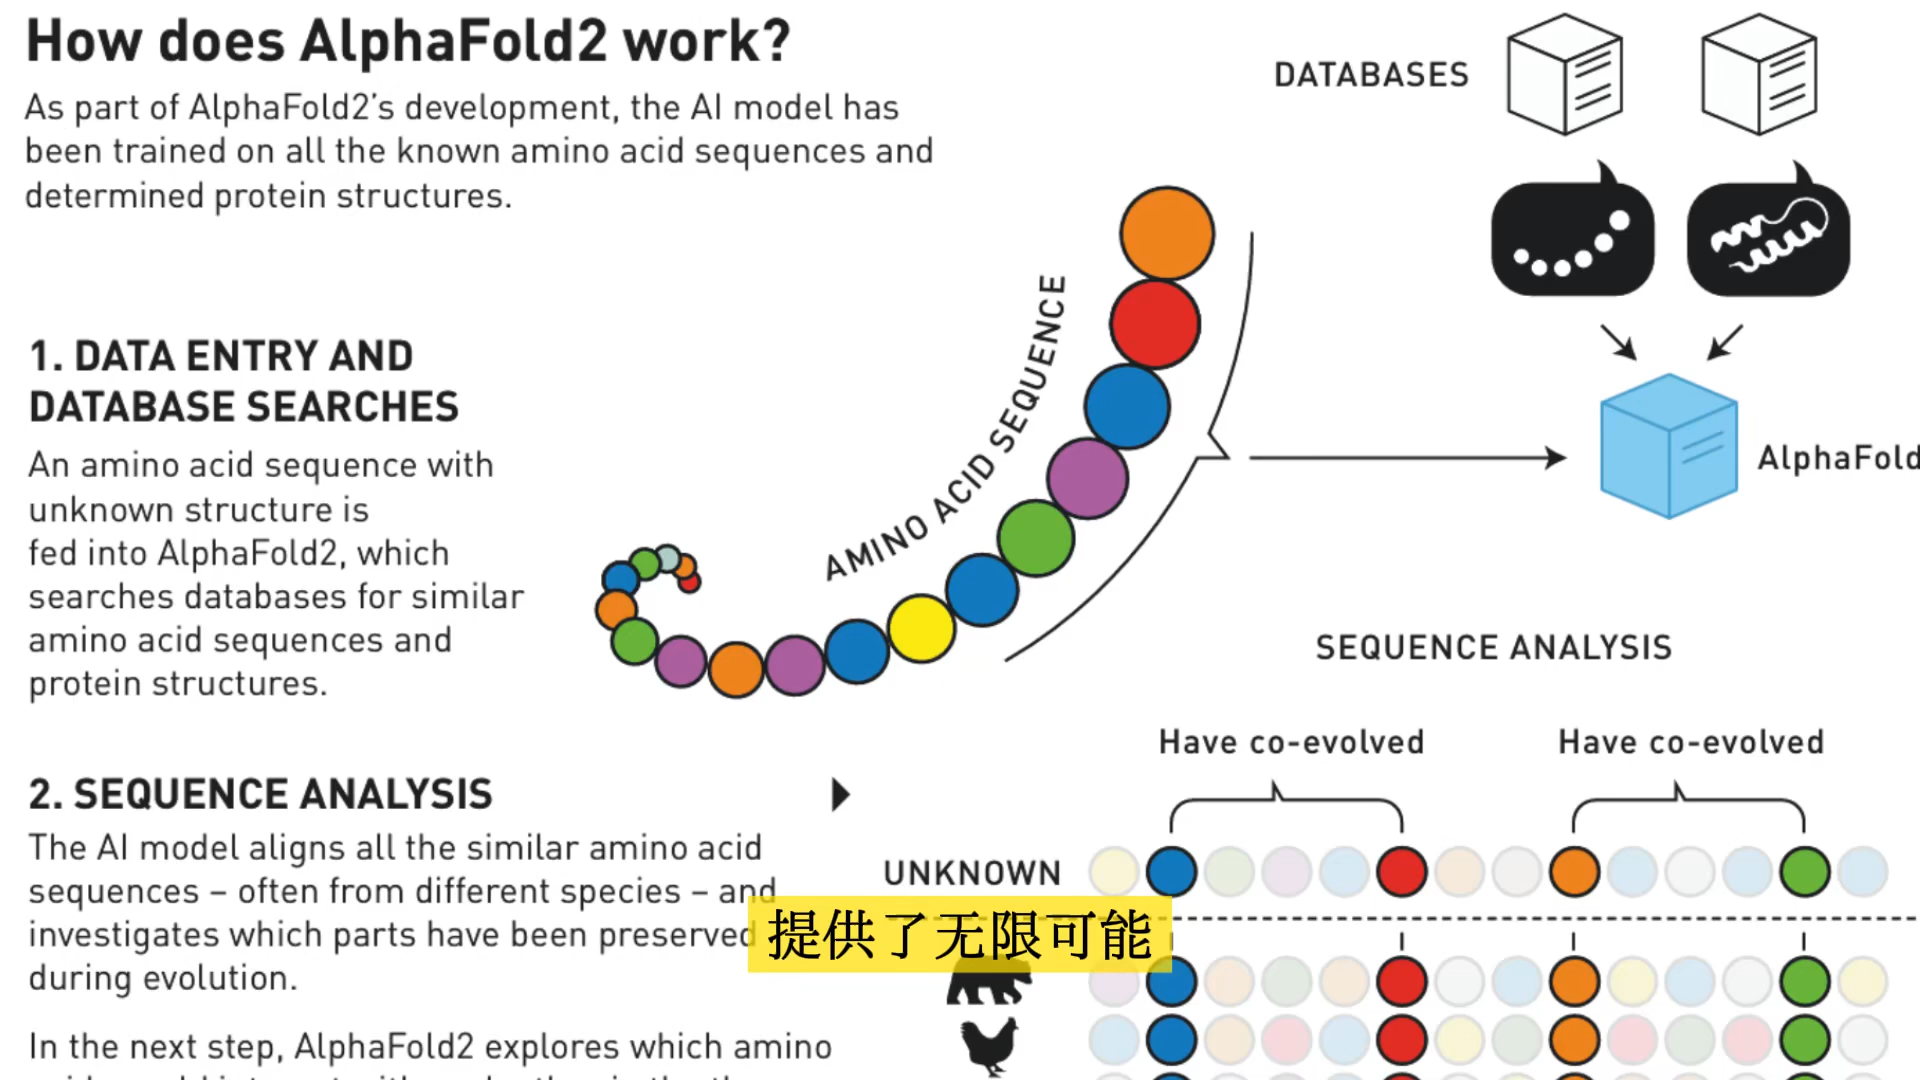 How does AlphaFold2 work?
As part of AlphaFold2's development, the AI model has
been trained on all the known amino acid sequences and
determined protein structures.
DATABASES
1. DATA ENTRY AND
DATABASE SEARCHES
An amino acid sequence with
unknown structure is
fed into AlphaFold2, which
searches databases for similar
amino acid sequences and
protein structures.
AMINO ACID SEQUENCE
AlphaFold
SEQUENCE ANALYSIS
Have co-evolved
Have co-evolved
2. SEQUENCE ANALYSIS
The AI model aligns all the similar amino acid
sequences – often from different species – and
investigates which parts have been preserved
during evolution.
UNKNOWN
提供了无限可能
In the next step, AlphaFold2 explores which amino